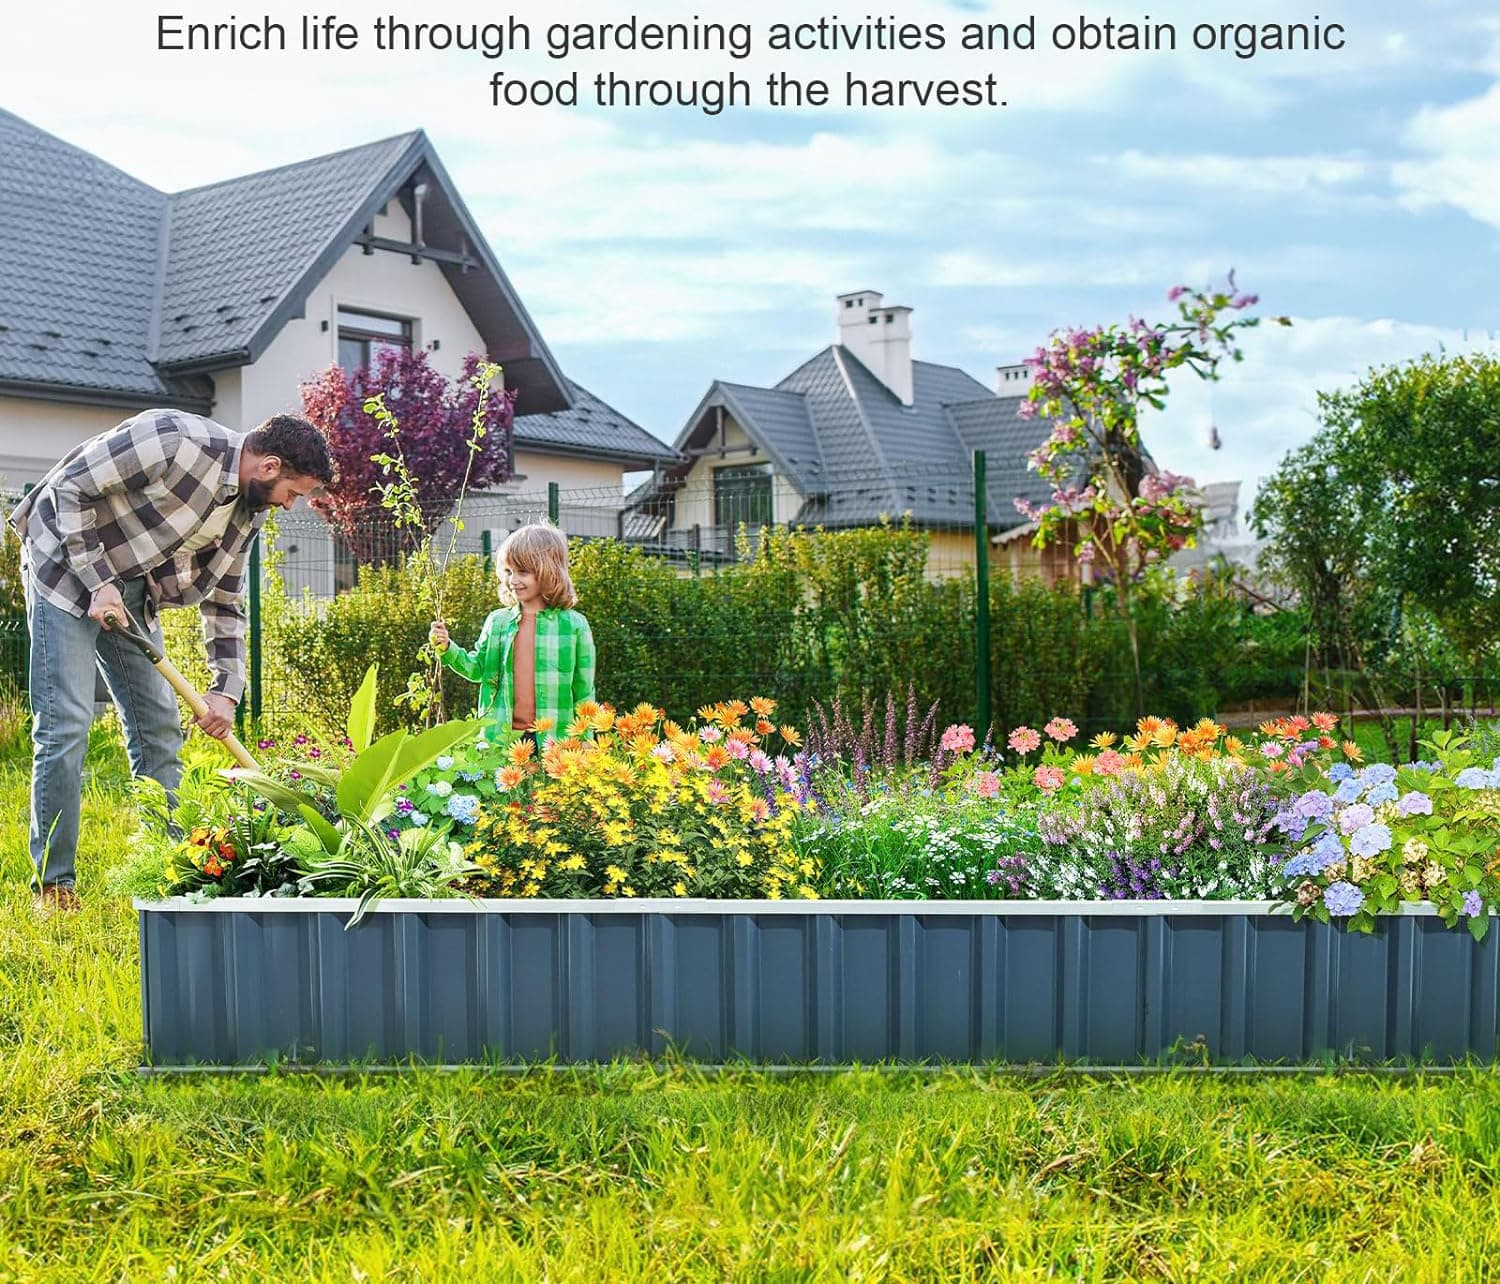 Enrich life through gardening activities and obtain organic
food through the harvest.